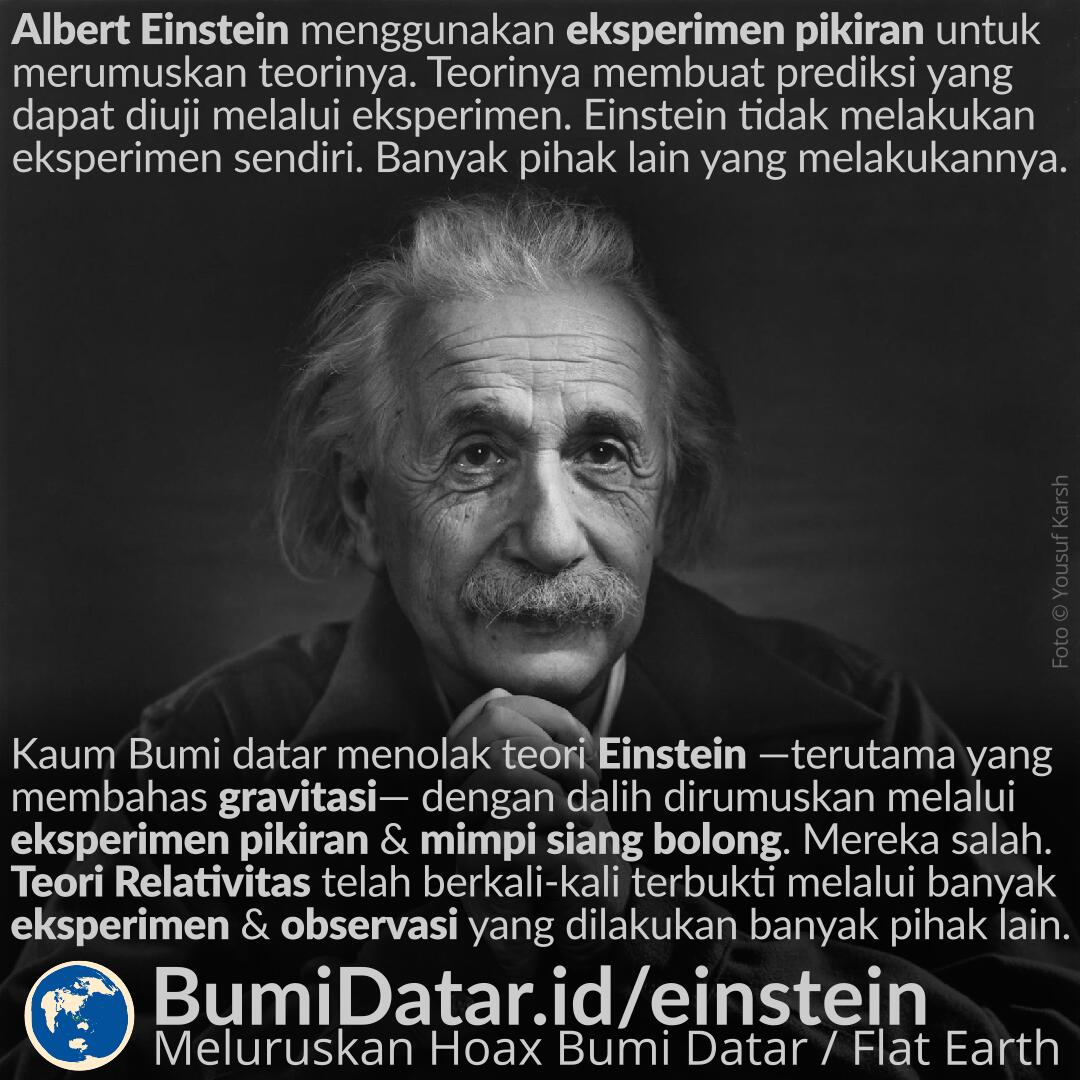 Albert Einstein menggunakan eksperimen pikiran untuk
merumuskan teorinya. Teorinya membuat prediksi yang
dapat diuji melalui eksperimen. Einstein tidak melakukan
eksperimen sendiri. Banyak pihak lain yang melakukannya.
Foto © Yousuf Karsh
Kaum Bumi datar menolak teori Einstein —terutama yang
membahas gravitasi— dengan dalih dirumuskan melalui
eksperimen pikiran & mimpi siang bolong. Mereka salah.
Teori Relativitas telah berkali-kali terbukti melalui banyak
eksperimen & observasi yang dilakukan banyak pihak lain.
BumiDatar.id/einstein
Meluruskan Hoax Bumi Datar / Flat Earth